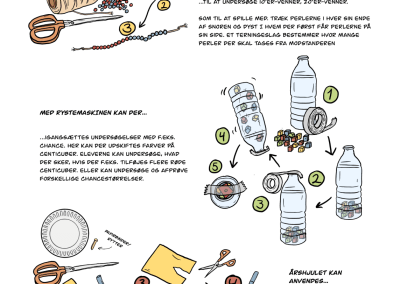 ...TIL AT UNDERSØGE 10'ER-VENNER, 20'ER-VENNER.
SOM TIL AT SPILLE MED. TRÆK PERLERNE I HVER SIN ENDE
AF SNOREN OG DYST I HVEM DER FØRST FÅR PERLERNE PÅ
SIN SIDE. ET TERNINGESLAG BESTEMMER HVOR MANGE
PERLER DER SKAL TAGES FRA MODSTANDEREN
3
2
MED RYSTEMASKINEN KAN DER...
...IGANGSÆTTES UNDERSØGELSER MED F.EKS.
CHANCE. HER KAN DER UDSKIFTES FARVER PÅ
CENTICUBER. ELEVERNE KAN UNDERSØGE, HVAD
DER SKER, HVIS DER F.EKS. TILFØJES FLERE RØDE
CENTICUBER. ELLER KAN UNDERSØGE OG AFPRØVE
FORSKELLIGE CHANCESTØRRELSER.
1
4
5
3
2
3
4
ÅRSHJULET KAN
ANVENDES...